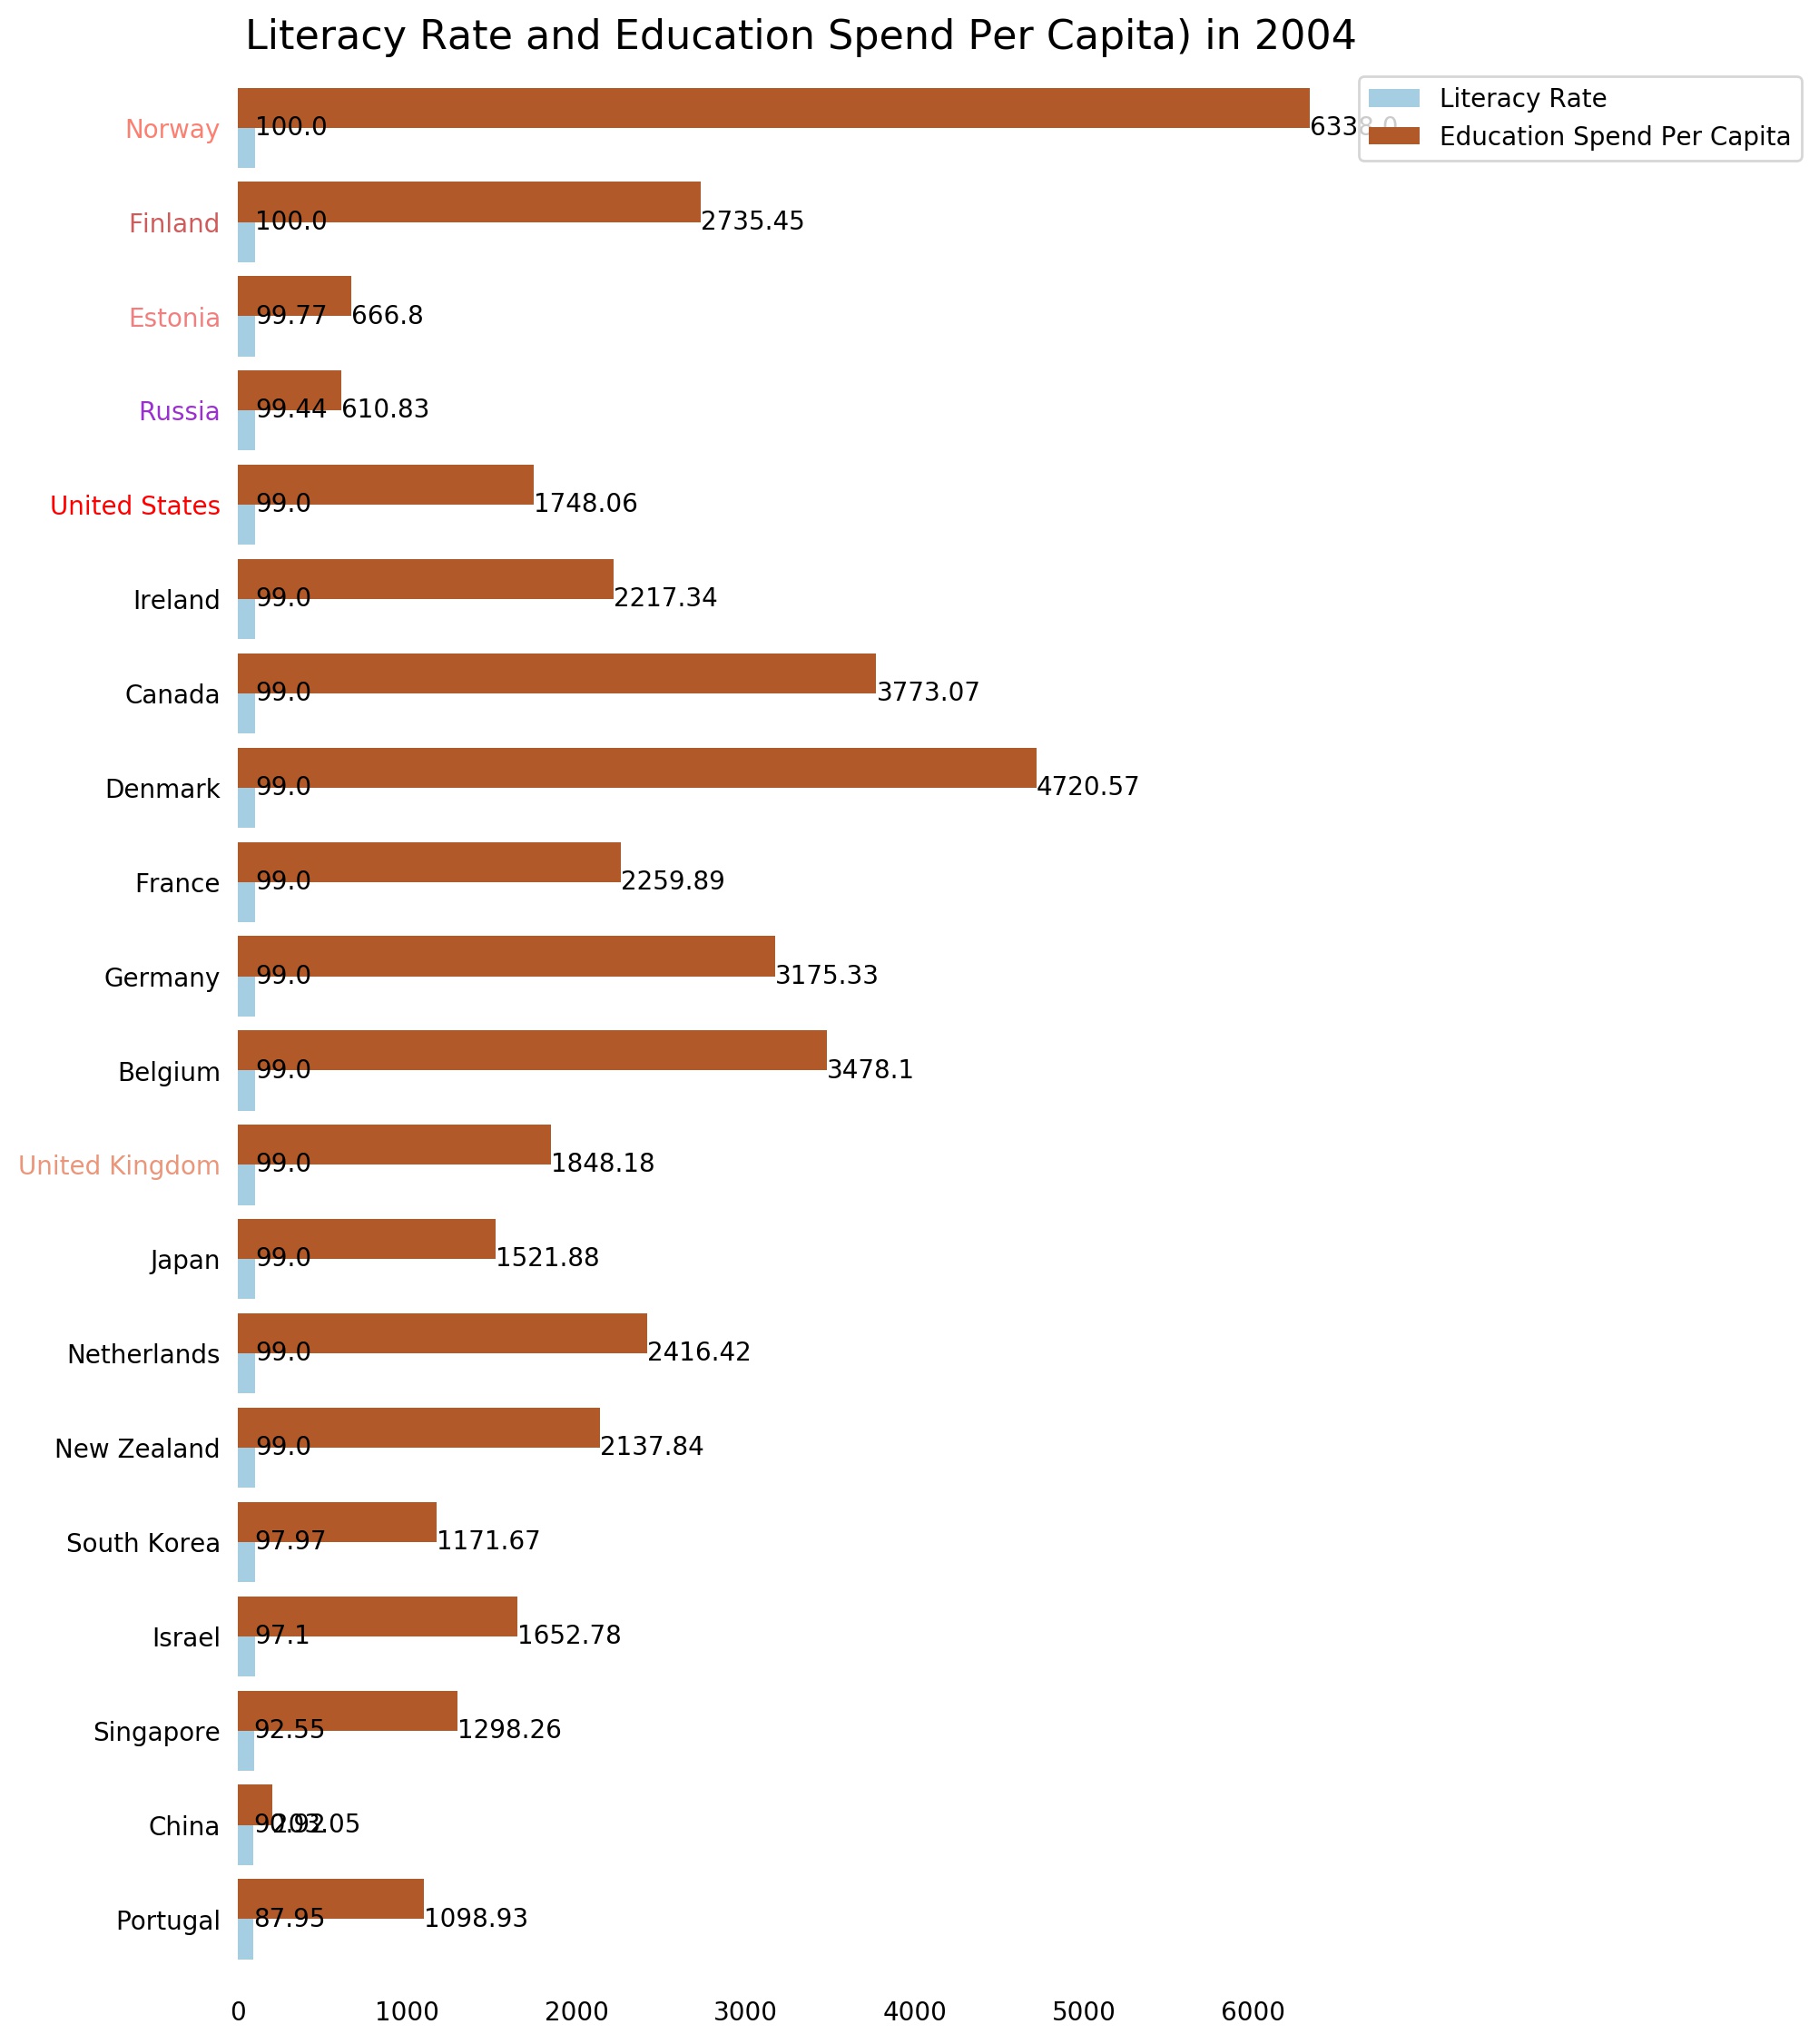 Literacy Rate and Education Spend Per Capita) in 2004
Literacy Rate
Education Spend Per Capita
Norway 100.0 6338.0
Finland 100.0 2735.45
Estonia 99.77 666.8
Russia 99.44 610.83
United States 99.0 1748.06
Ireland 99.0 2217.34
Canada 99.0 3773.07
Denmark 99.0 4720.57
France 99.0 2259.89
Germany 99.0 3175.33
Belgium 99.0 3478.1
United Kingdom 99.0 1848.18
Japan 99.0 1521.88
Netherlands 99.0 2416.42
New Zealand 99.0 2137.84
South Korea 97.97 1171.67
Israel 97.1 1652.78
Singapore 92.55 1298.26
China
Portugal 87.95 1098.93
0 1000 2000 3000 4000 5000 6000